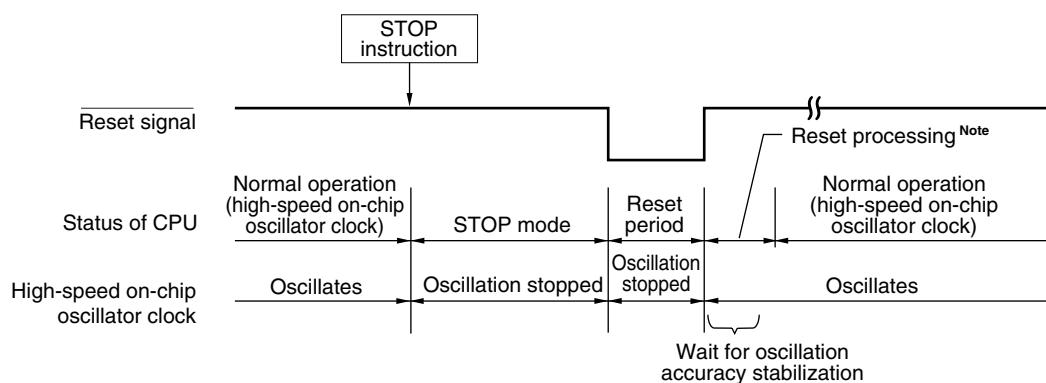 STOP
instruction
Reset signal
Reset processing Note
Status of CPU
Normal operation
(high-speed on-chip
oscillator clock)
STOP mode
Reset
period
Normal operation
(high-speed on-chip
oscillator clock)
High-speed on-chip
oscillator clock
Oscillates
Oscillation stopped
Oscillation
stopped
Oscillates
Wait for oscillation
accuracy stabilization